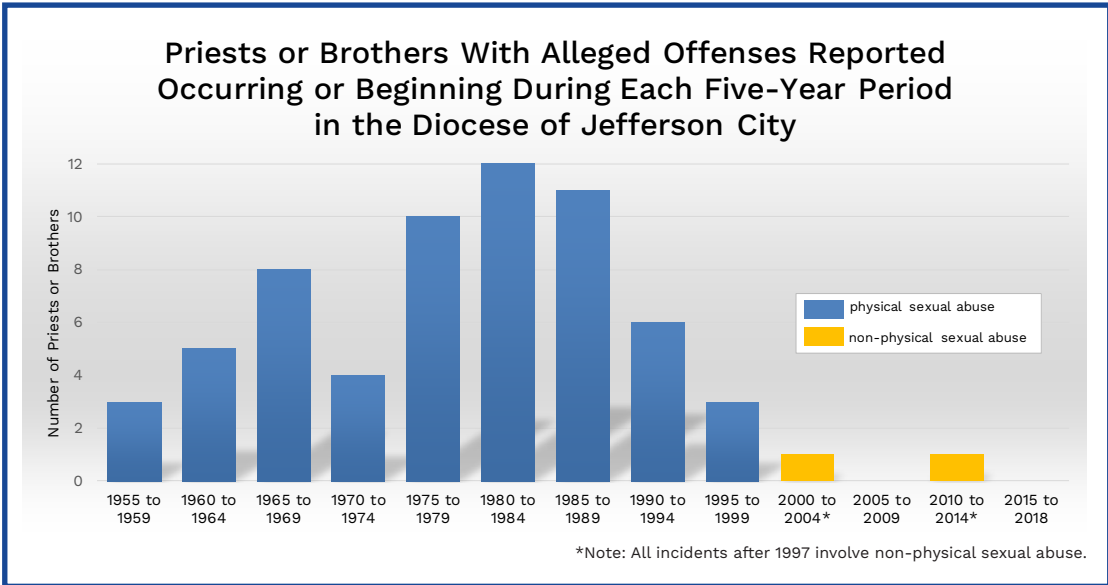 Priests or Brothers With Alleged Offenses Reported
Occurring or Beginning During Each Five-Year Period
in the Diocese of Jefferson City
Number of Priests or Brothers
12
10
8
6
4
2
0
physical sexual abuse
non-physical sexual abuse
1955 to 1960 to 1965 to 1970 to 1975 to 1980 to 1985 to 1990 to 1995 to 2000 to 2005 to 2010 to 2015 to
1959 1964 1969 1974 1979 1984 1989 1994 1999 2004* 2009 2014* 2018
*Note: All incidents after 1997 involve non-physical sexual abuse.